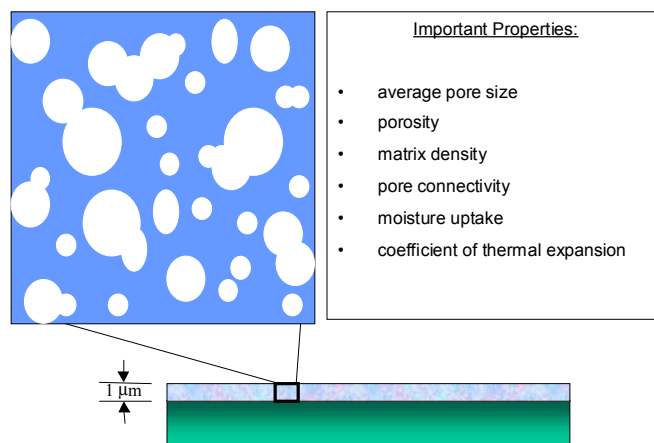 Important Properties:
• average pore size
• porosity
• matrix density
• pore connectivity
• moisture uptake
• coefficient of thermal expansion
1 μm